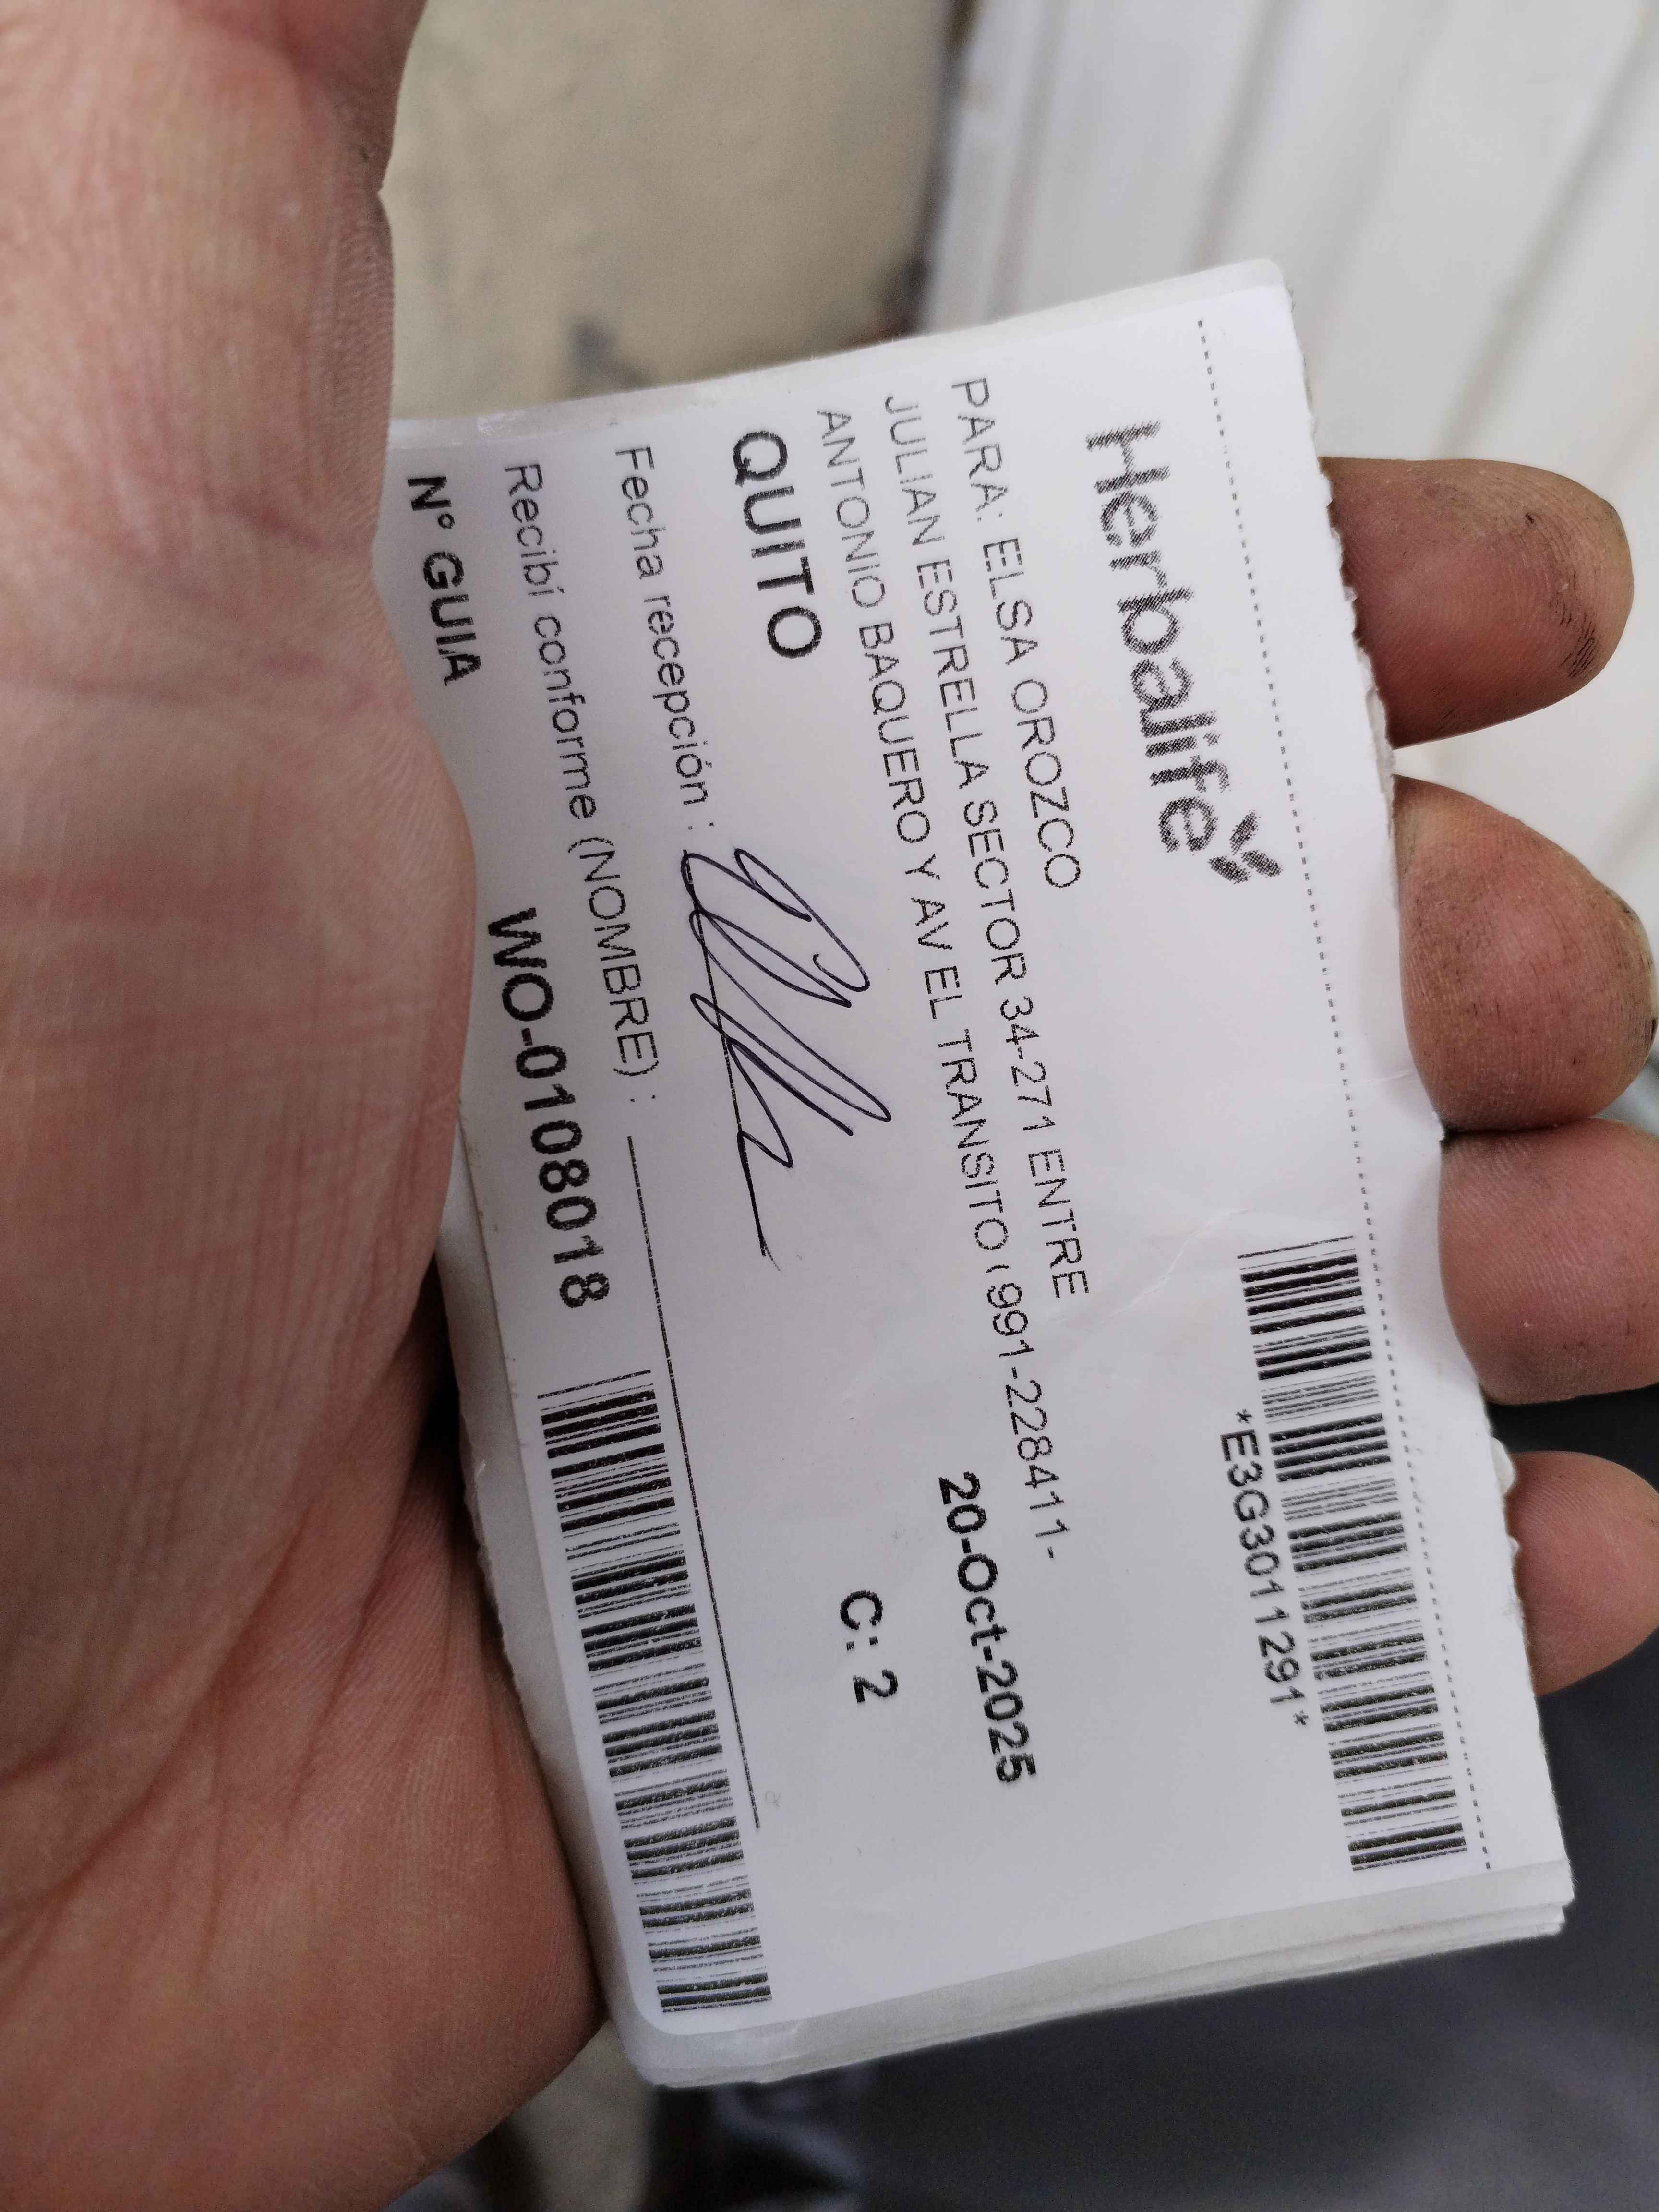 Herbalife
*E3G3011291*
PARA: ELSA OROZCO
JULIAN ESTRELLA SECTOR 34-271 ENTRE
ANTONIO BAQUERO Y AV EL TRANSITO ( 991-228411-
20-Oct-2025
QUITO
C: 2
Fecha recepción :
Recibí conforme (NOMBRE) :
N° GUIA WO-0108018